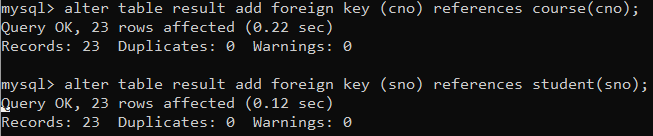 mysql> alter table result add foreign key (cno) references course(cno);
Query OK, 23 rows affected (0.22 sec)
Records: 23  Duplicates: 0  Warnings: 0
mysql> alter table result add foreign key (sno) references student(sno);
Query OK, 23 rows affected (0.12 sec)
Records: 23  Duplicates: 0  Warnings: 0